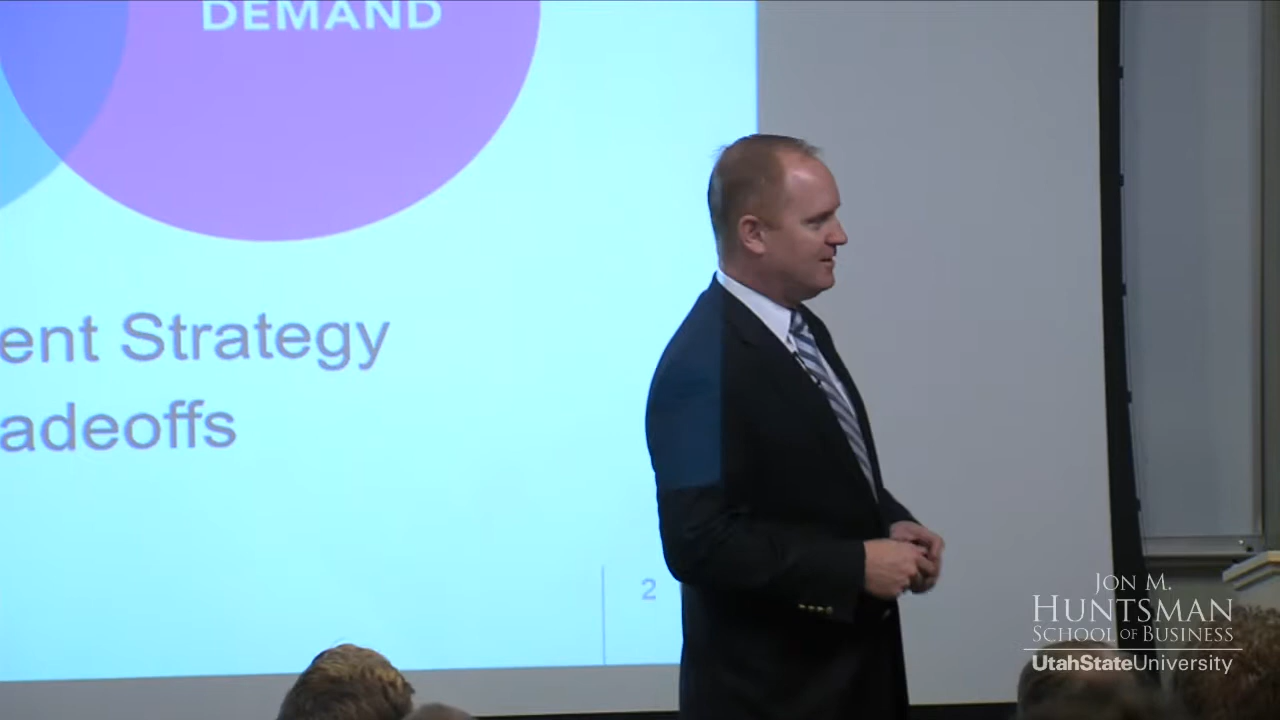 DEMAND
ent Strategy
adeoffs
2
JON M.
HUNTSMAN
SCHOOL OF BUSINESS
UtahStateUniversity